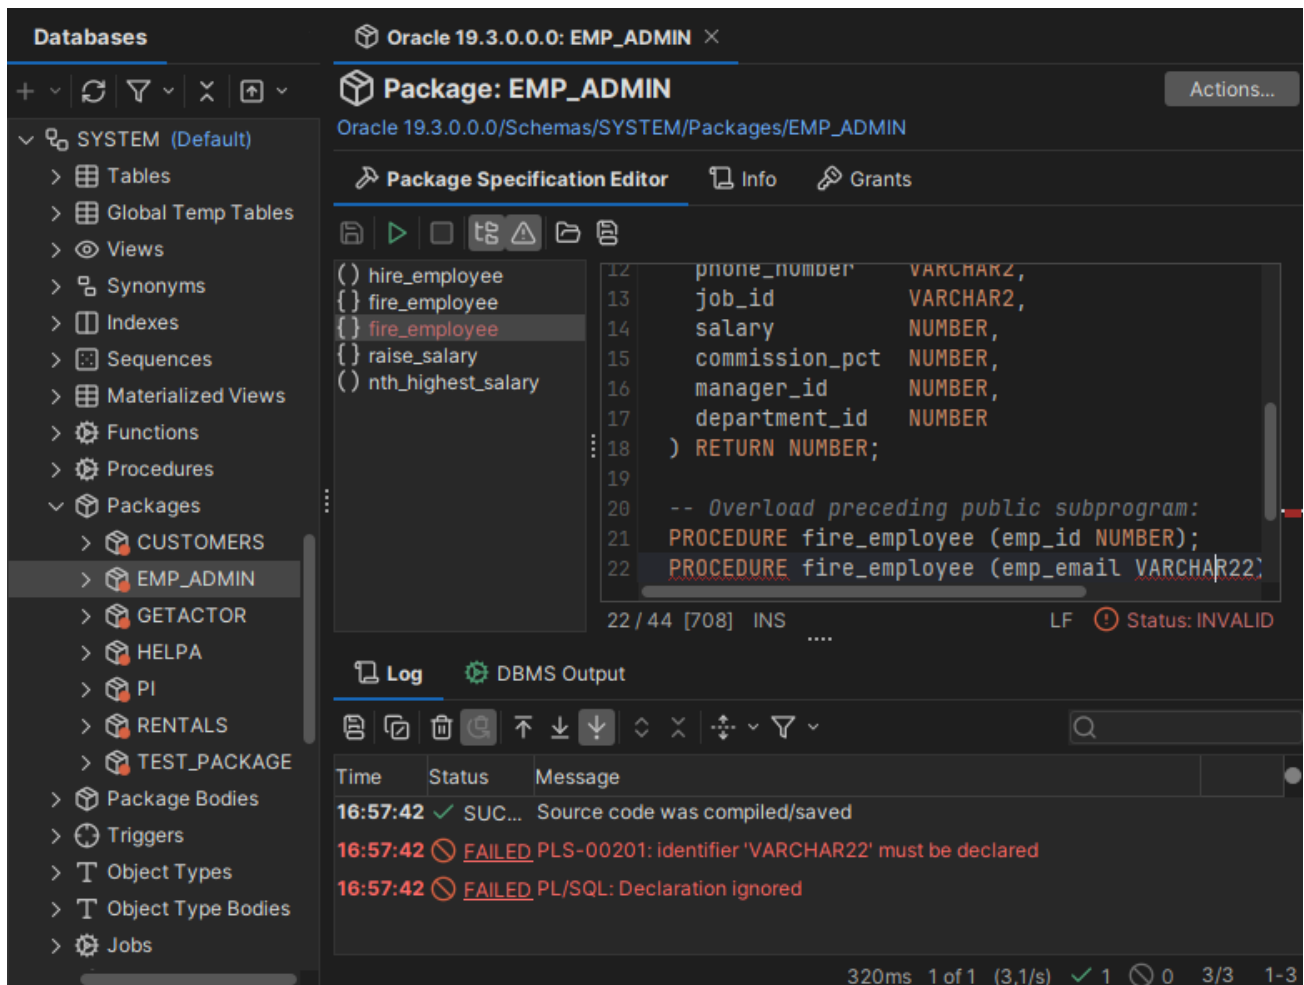 Databases
Oracle 19.3.0.0.0: EMP_ADMIN
Package: EMP_ADMIN
Actions...
Oracle 19.3.0.0.0/Schemas/SYSTEM/Packages/EMP_ADMIN
Package Specification Editor
Info
Grants
SYSTEM (Default)
Tables
Global Temp Tables
Views
Synonyms
Indexes
Sequences
Materialized Views
Functions
Procedures
Packages
CUSTOMERS
EMP_ADMIN
GETACTOR
HELPA
PI
RENTALS
TEST_PACKAGE
Package Bodies
Triggers
Object Types
Object Type Bodies
Jobs
() hire_employee
{} fire_employee
{} fire_employee
{} raise_salary
() nth_highest_salary
12 phone_number VARCHAR2,
13 job_id VARCHAR2,
14 salary NUMBER,
15 commission_pct NUMBER,
16 manager_id NUMBER,
17 department_id NUMBER
18 ) RETURN NUMBER;
19
20 -- Overload preceding public subprogram:
21 PROCEDURE fire_employee (emp_id NUMBER);
22 PROCEDURE fire_employee (emp_email VARCHAR22)
22 / 44 [708] INS
LF
Status: INVALID
Log
DBMS Output
Time Status Message
16:57:42 SUC... Source code was compiled/saved
16:57:42 FAILED PLS-00201: identifier 'VARCHAR22' must be declared
16:57:42 FAILED PL/SQL: Declaration ignored
320ms 1 of 1 (3,1/s) 1 0 3/3 1-3